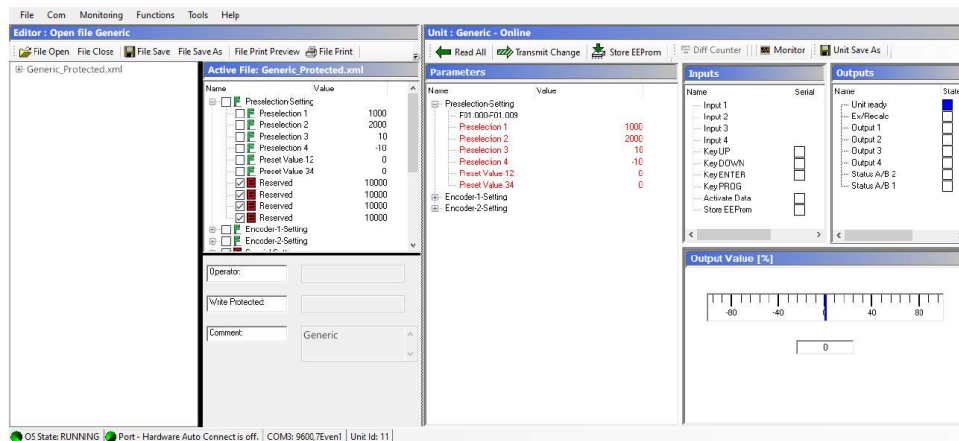 File Com Monitoring Functions Tools Help
Editor : Open file Generic
File Open File Close File Save File Save As File Print Preview File Print
Generic_Protected.xml
Active File: Generic_Protected.xml
Name Value
Preselection-Setting
Preselection 1 1000
Preselection 2 2000
Preselection 3 10
Preselection 4 -10
Preset Value 12 0
Preset Value 34 0
Reserved 10000
Reserved 10000
Reserved 10000
Reserved 10000
Encoder-1-Setting
Encoder-2-Setting
Operator:
Write Protected:
Comment: Generic
Unit : Generic - Online
Read All Transmit Change Store EEProm Diff Counter Monitor Unit Save As
Parameters
Name Value
Preselection-Setting
F01.000-F01.009
Preselection 1 1000
Preselection 2 2000
Preselection 3 10
Preselection 4 -10
Preset Value 12 0
Preset Value 34 0
Encoder-1-Setting
Encoder-2-Setting
Inputs
Name Serial
Input 1
Input 2
Input 3
Input 4
Key UP
Key DOWN
Key ENTER
Key PROG
Activate Data
Store EEProm
Outputs
Name State
Unit ready
Ex/Recalc
Output 1
Output 2
Output 3
Output 4
Status A/B 2
Status A/B 1
Output Value [%]
-80 -40 0 40 80
0
OS State: RUNNING Port - Hardware Auto Connect is off. COM3: 9600,7Even1 Unit Id: 11